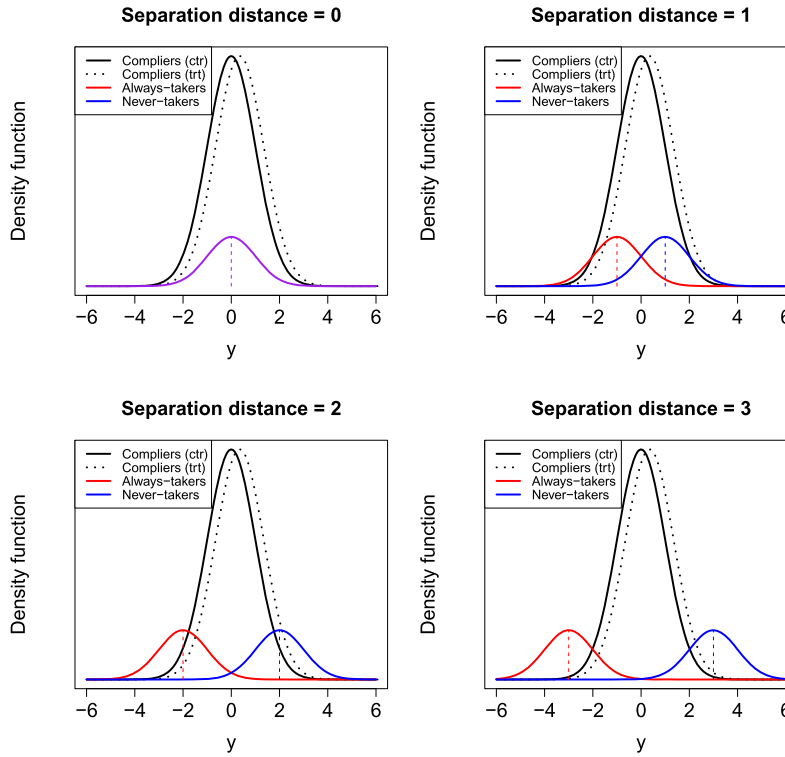 Separation distance = 0
Compliers (ctr)
Compliers (trt)
Always−takers
Never−takers
Density function
−6 −4 −2 0 2 4 6
y
Separation distance = 1
Compliers (ctr)
Compliers (trt)
Always−takers
Never−takers
Density function
−6 −4 −2 0 2 4 6
y
Separation distance = 2
Compliers (ctr)
Compliers (trt)
Always−takers
Never−takers
Density function
−6 −4 −2 0 2 4 6
y
Separation distance = 3
Compliers (ctr)
Compliers (trt)
Always−takers
Never−takers
Density function
−6 −4 −2 0 2 4 6
y